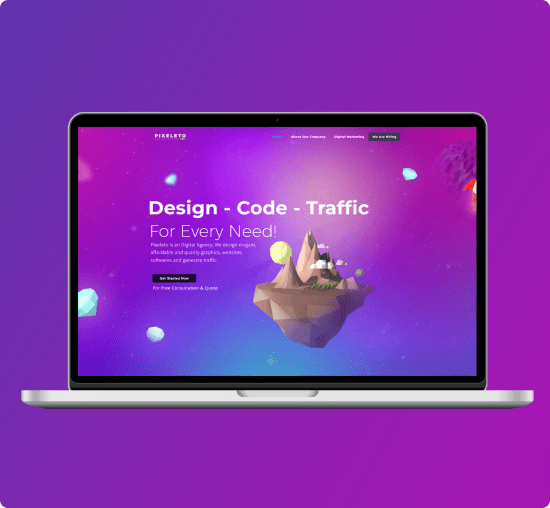 PIXELETO
Home About Our Company Digital Marketing We Are Hiring
Design - Code - Traffic
For Every Need!
Pixeleto is an Digital Agency, We design elegant,
affordable and quality graphics, websites,
softwares and generate traffic.
Get Started Now
For Free Consultation & Quote